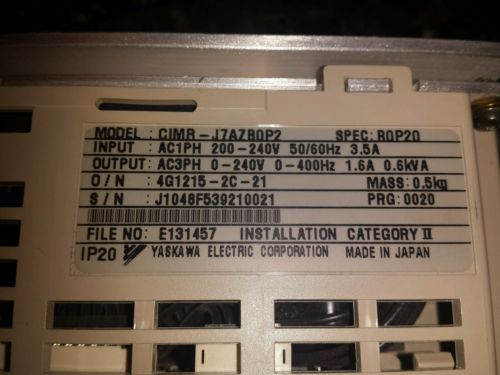 MODEL : CIMR-J7AZB0P2 SPEC: B0P20
INPUT : AC1PH 200-240V 50/60Hz 3.5A
OUTPUT: AC3PH 0-240V 0-400Hz 1.6A 0.6kVA
O/N : 4G1215-2C-21 MASS: 0.5kg
S/N : J1048F539210021 PRG: 0020
FILE NO: E131457 INSTALLATION CATEGORY II
IP20 YASKAWA ELECTRIC CORPORATION MADE IN JAPAN